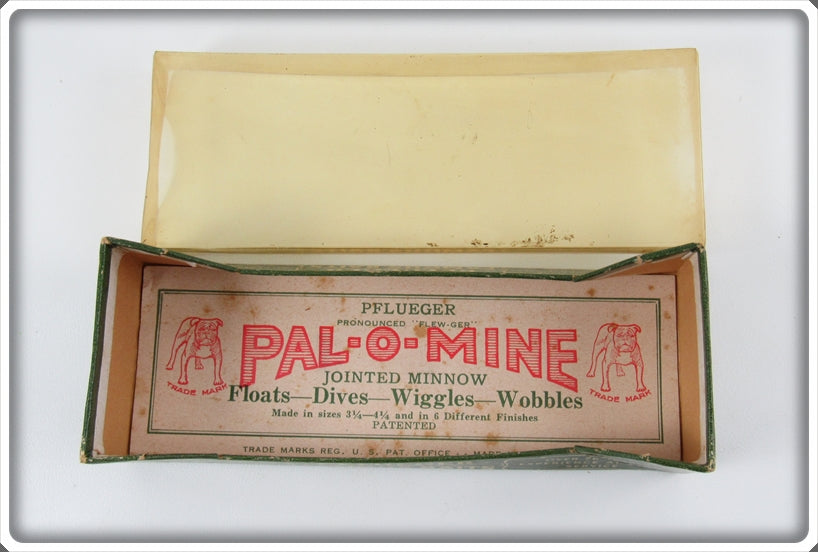 PFLUEGER
PRONOUNCED "FLEW-GER"
PAL-O-MINE
TRADE MARK
TRADE MARK
JOINTED MINNOW
Floats—Dives—Wiggles—Wobbles
Made in sizes 3¼—4¼ and in 6 Different Finishes
PATENTED
TRADE MARKS REG. U. S. PAT. OFFICE